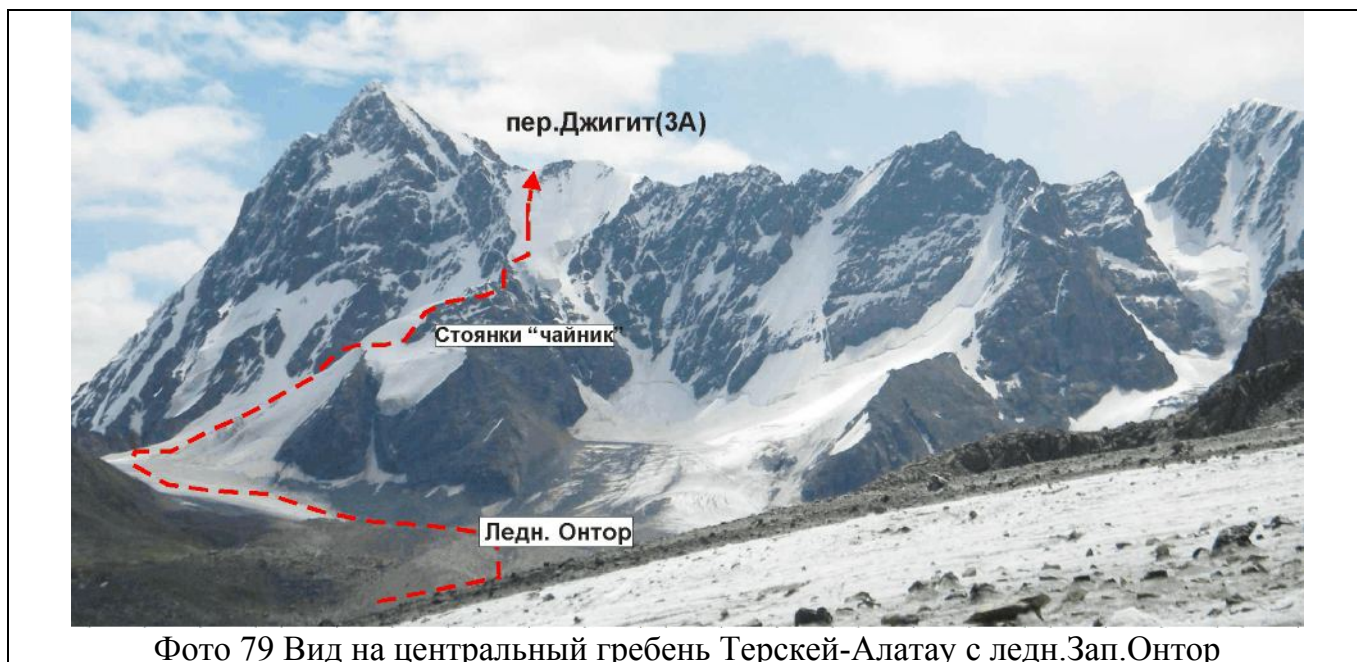 пер.Джигит(3А)
Стоянки “чайник”
Ледн. Онтор
Фото 79 Вид на центральный гребень Терскей-Алатау с ледн.Зап.Онтор